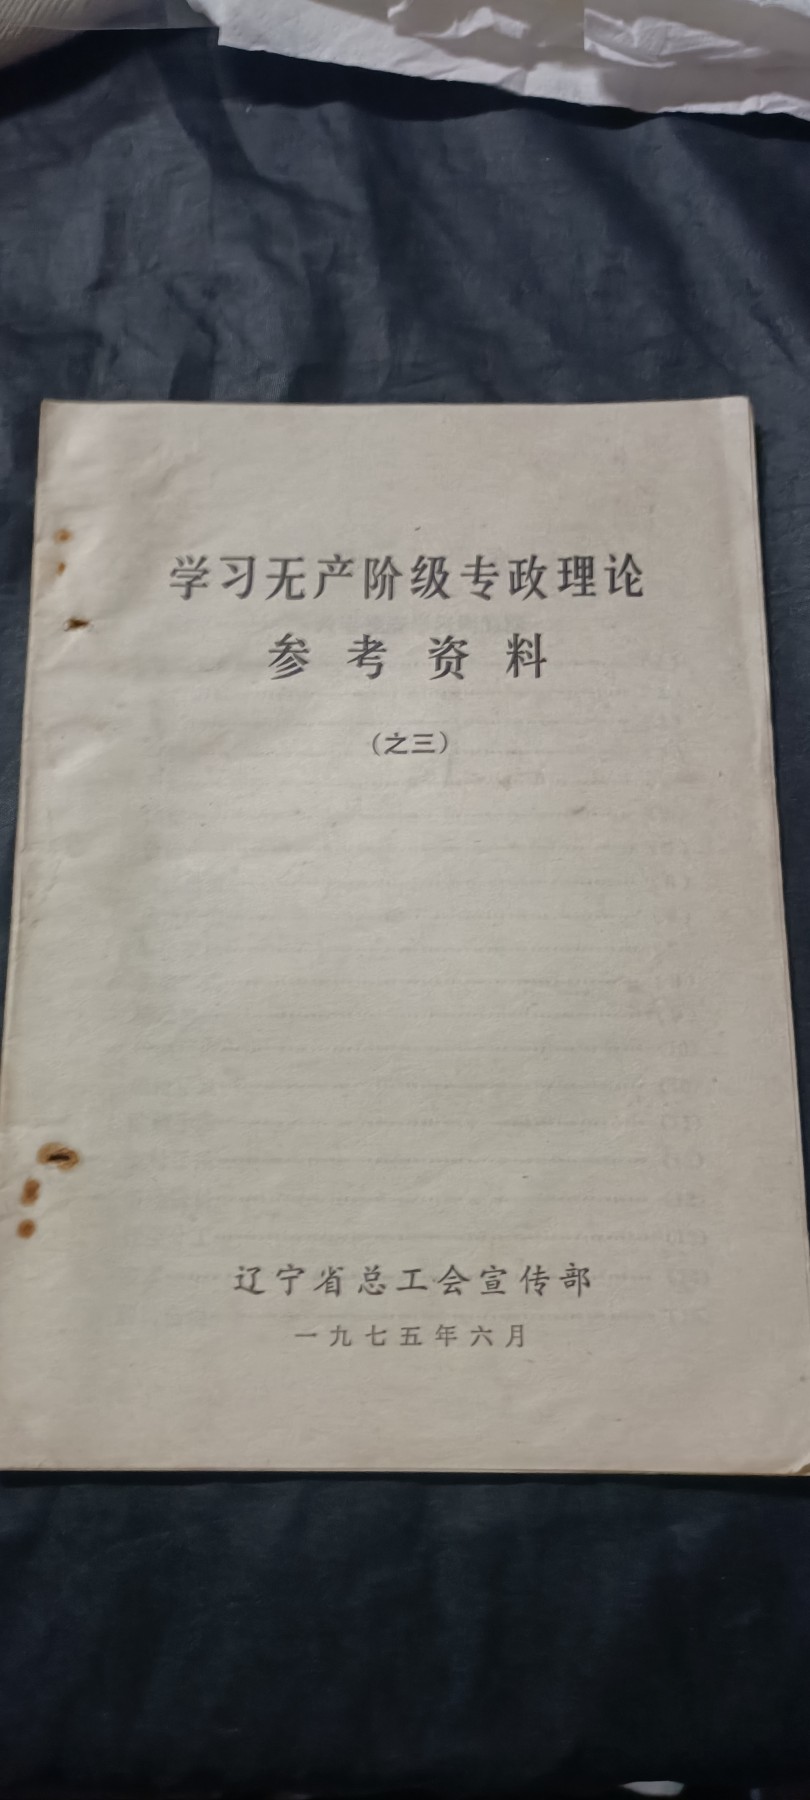 学习无产阶级专政理论
参考资料
（之三）
辽宁省总工会宣传部
一九七五年六月